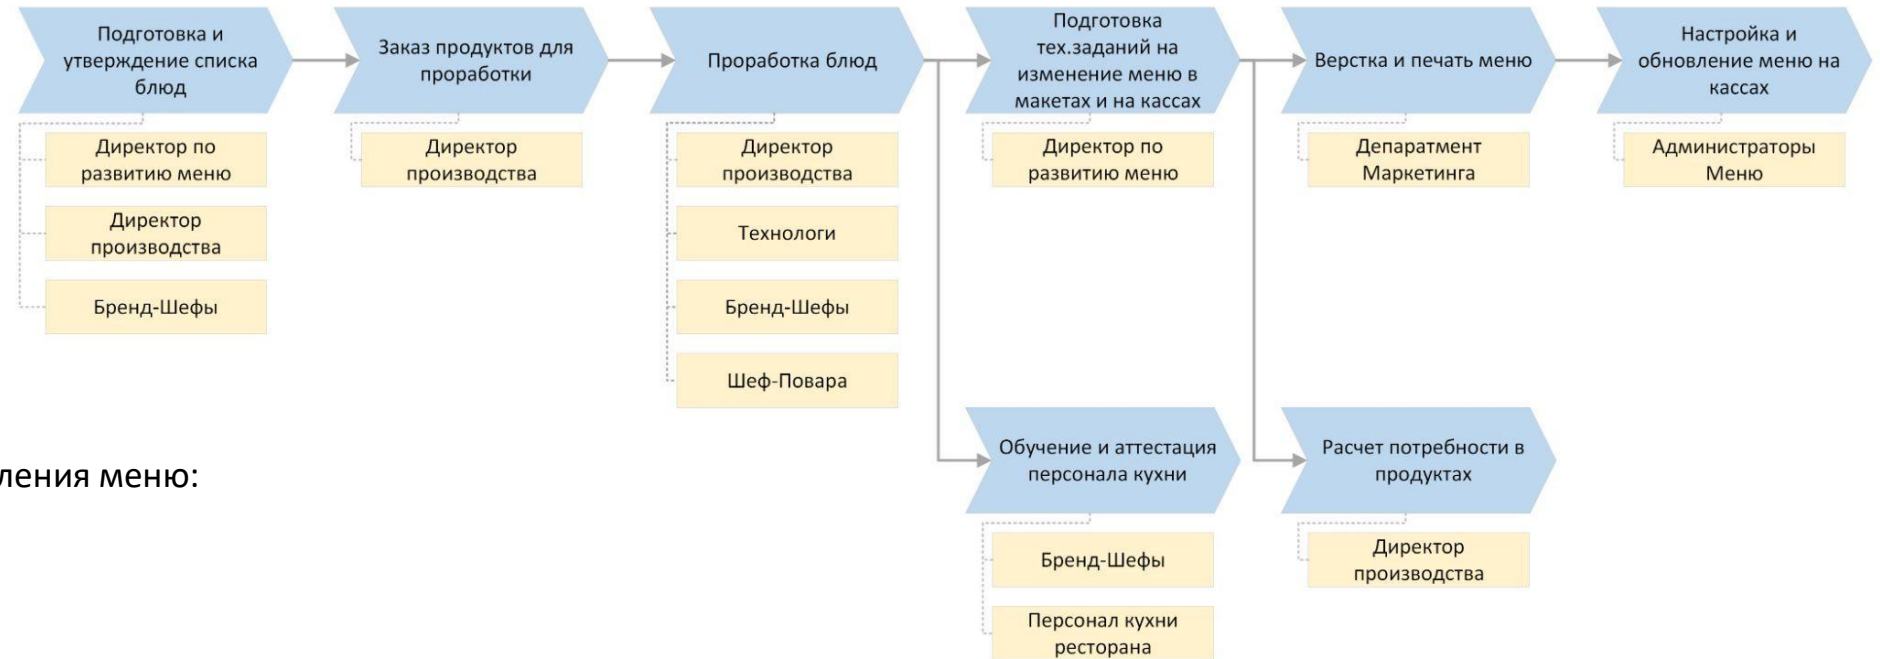 Подготовка и
утверждение списка
блюд
Заказ продуктов для
проработки
Проработка блюд
Подготовка
тех.заданий на
изменение меню в
макетах и на кассах
Верстка и печать меню
Настройка и
обновление меню на
кассах
Директор по
развитию меню
Директор
производства
Бренд-Шефы
Директор
производства
Директор
производства
Технологи
Бренд-Шефы
Шеф-Повара
Директор по
развитию меню
Департамент
Маркетинга
Администраторы
Меню
ления меню:
Обучение и аттестация
персонала кухни
Расчет потребности в
продуктах
Бренд-Шефы
Персонал кухни
ресторана
Директор
производства